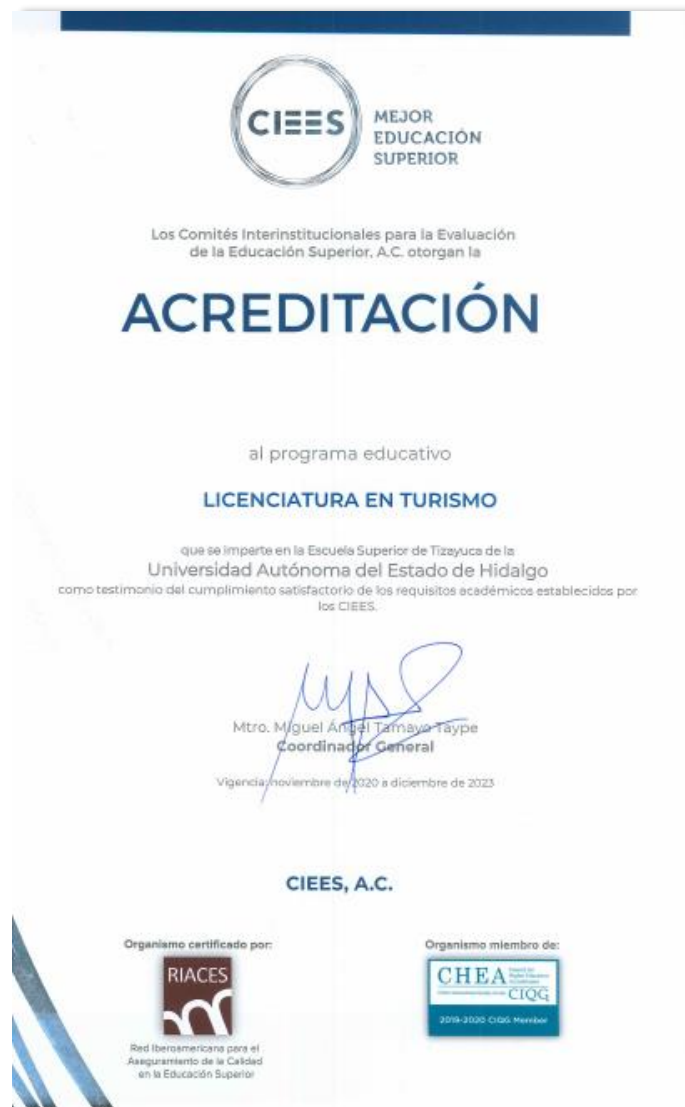 CIEES
MEJOR
EDUCACIÓN
SUPERIOR
Los Comités Interinstitucionales para la Evaluación
de la Educación Superior, A.C. otorgan la
ACREDITACIÓN
al programa educativo
LICENCIATURA EN TURISMO
que se imparte en la Escuela Superior de Tizayuca de la
Universidad Autónoma del Estado de Hidalgo
como testimonio del cumplimiento satisfactorio de los requisitos académicos establecidos por
los CIEES.
Mtro. Miguel Ángel Tamayo Taype
Coordinador General
Vigencia: noviembre de 2020 a diciembre de 2023
CIEES, A.C.
Organismo certificado por:
RIACES
Red Iberoamericana para el
Aseguramiento de la Calidad
en la Educación Superior
Organismo miembro de:
CHEA
CIQG
2019-2020 CIQG Member